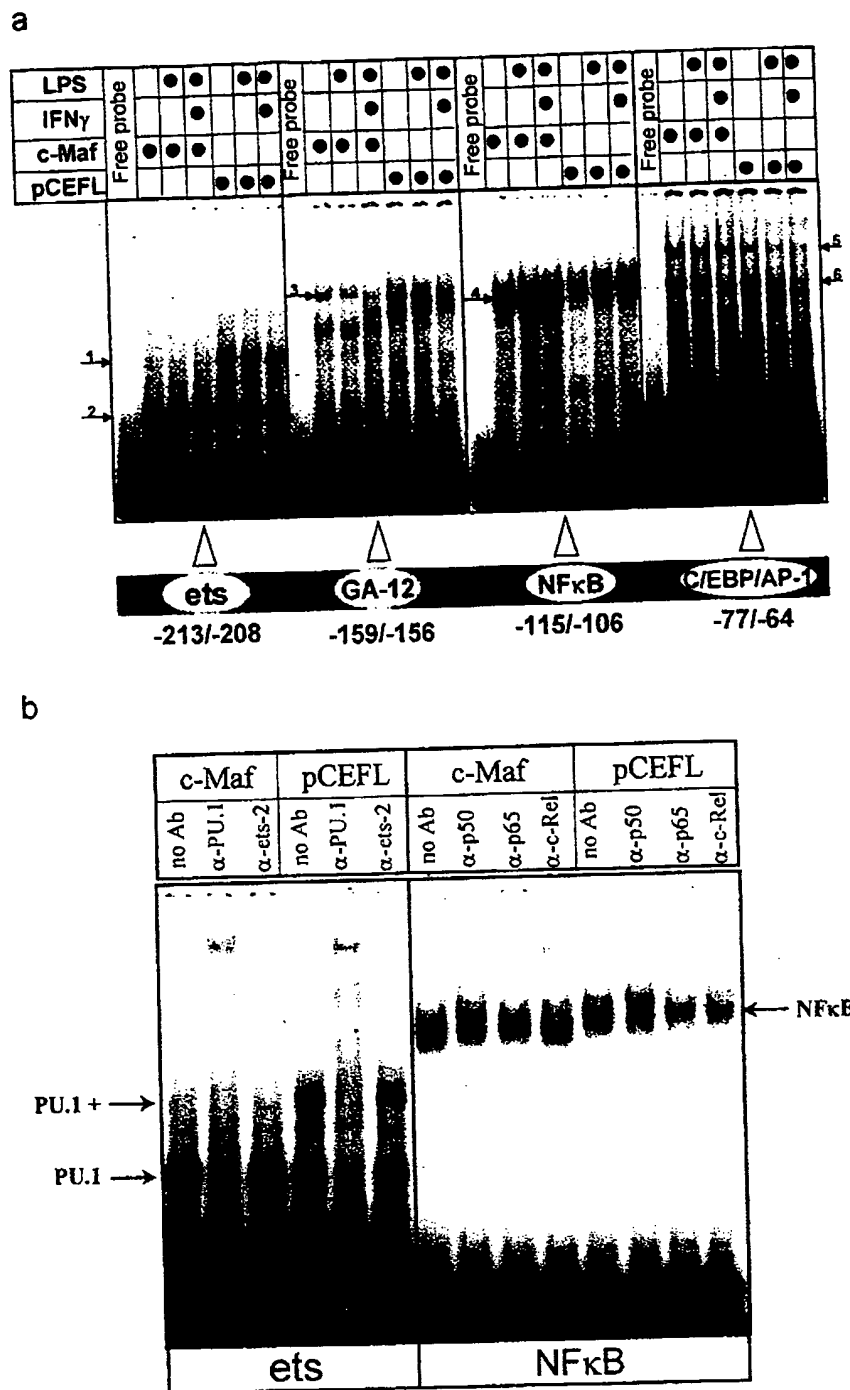 a
LPS
IFNγ
c-Maf
pCEFL
Free probe
Free probe
Free probe
Free probe
1
2
3
4
5
6
ets
GA-12
NFκB
C/EBP/AP-1
-213/-208
-159/-156
-115/-106
-77/-64
b
c-Maf pCEFL c-Maf pCEFL
no Ab α-PU.1 α-ets-2 no Ab α-PU.1 α-ets-2 no Ab α-p50 α-p65 α-c-Rel no Ab α-p50 α-p65 α-c-Rel
NFκB
PU.1 +
PU.1
ets NFκB